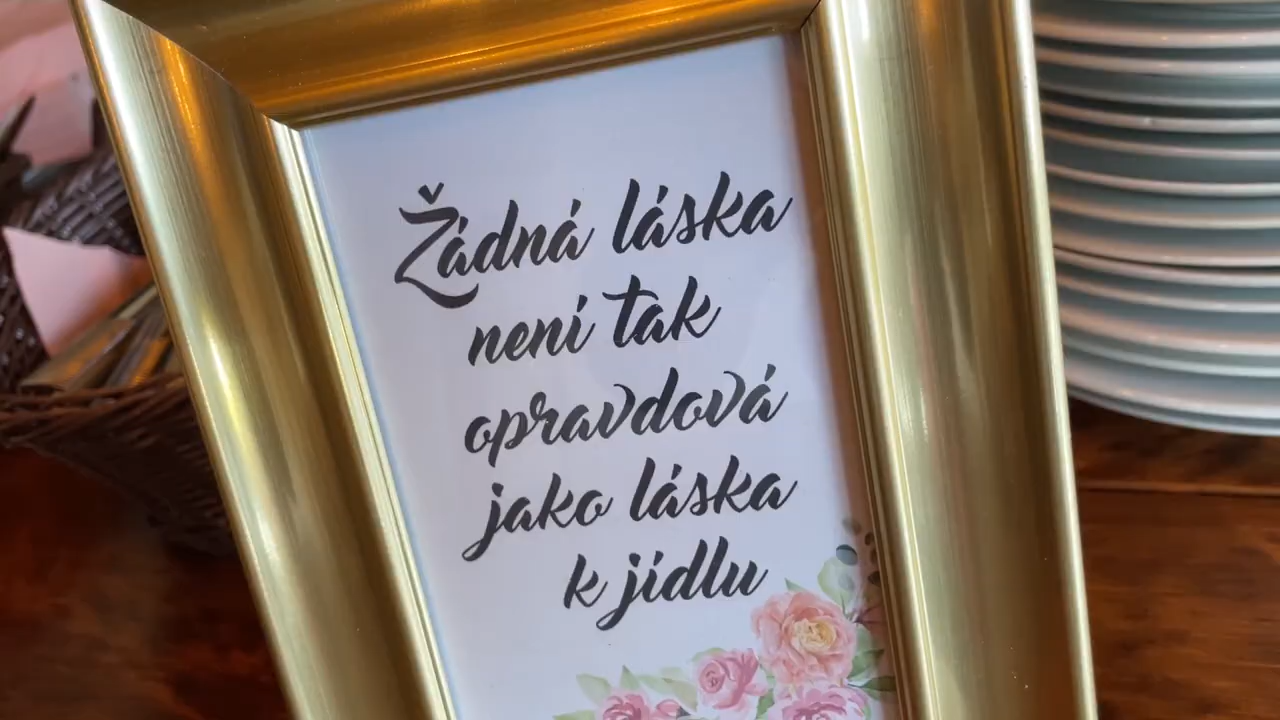 Žádná láska
není tak
opravdová
jako láska
k jídlu